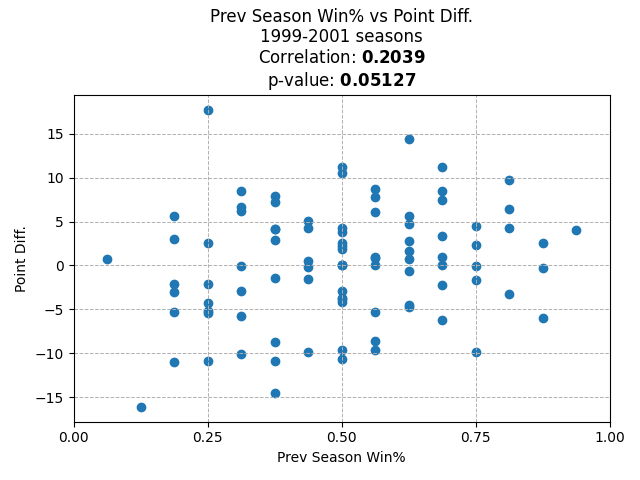 Prev Season Win% vs Point Diff.
1999-2001 seasons
Correlation: 0.2039
p-value: 0.05127
15
10
5
0
−5
−10
−15
Point Diff.
0.00 0.25 0.50 0.75 1.00
Prev Season Win%